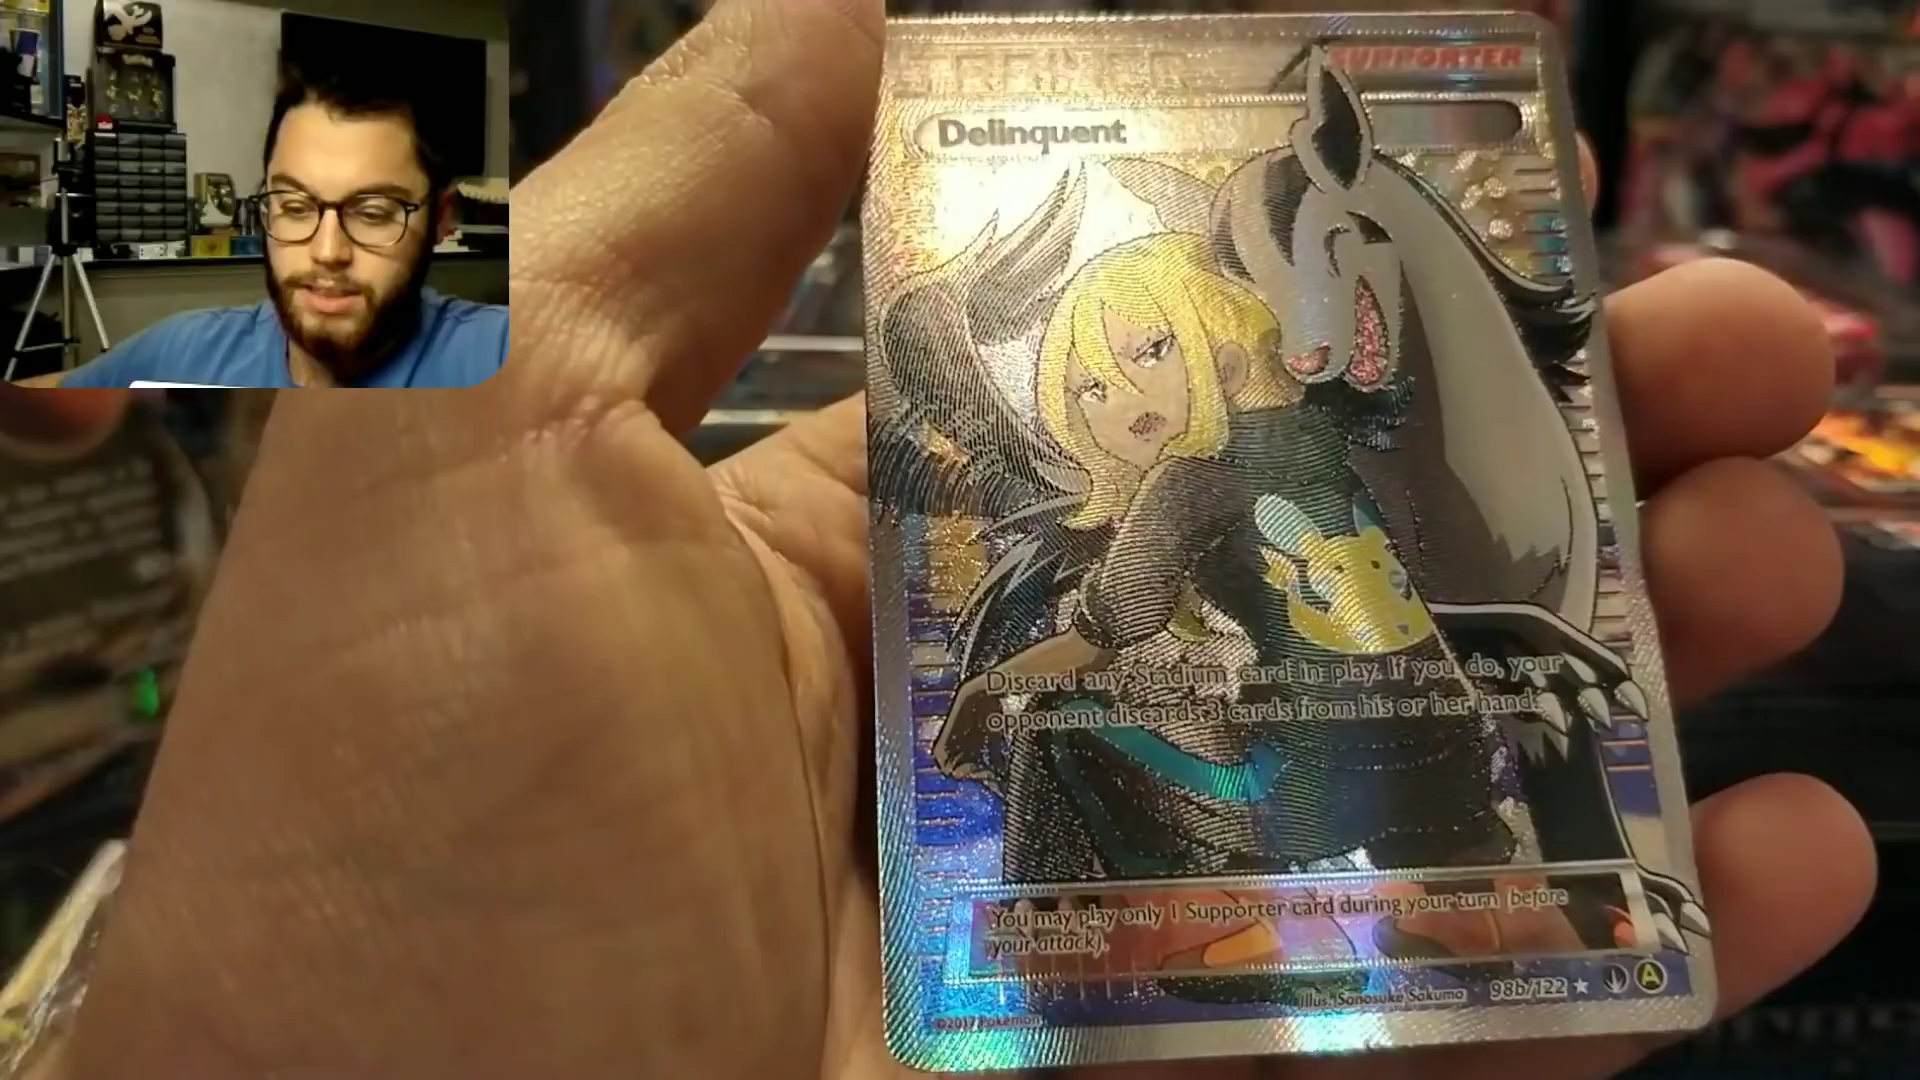 TRAINER
SUPPORTER
Delinquent
Discard any Stadium card in play. If you do, your
opponent discards 3 cards from his or her hand.
You may play only 1 Supporter card during your turn (before
your attack).
Illus. Sanosuke Sakuma
98b/122
A
©2017 Pokémon